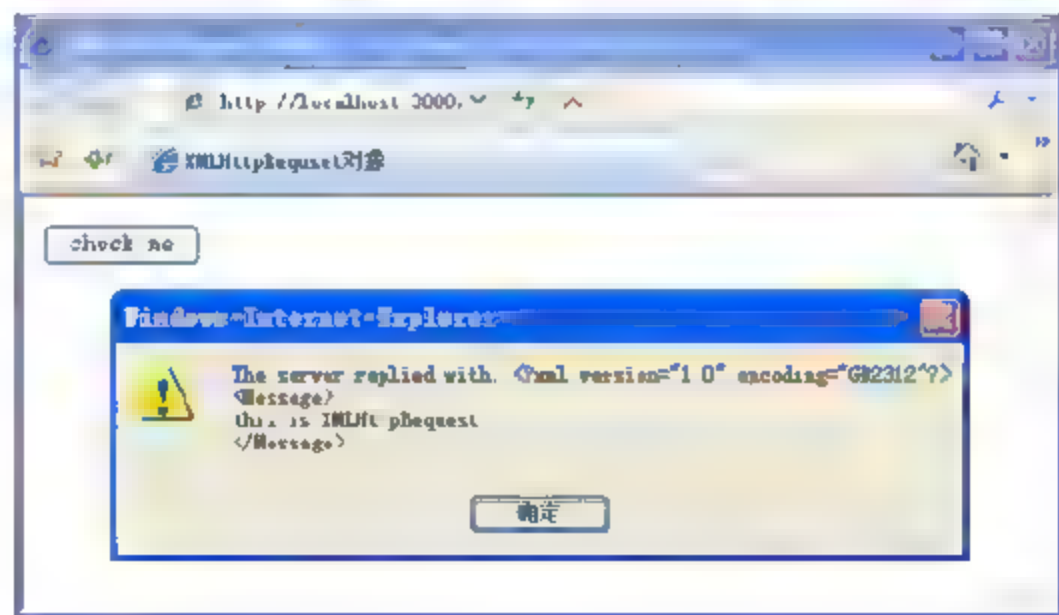 http://localhost:3000/
XMLHttpRequset对象
check me
Windows Internet Explorer
The server replied with: <?xml version="1.0" encoding="GB2312"?>
<Message>
this is XMLHttpRequest
</Message>
确定